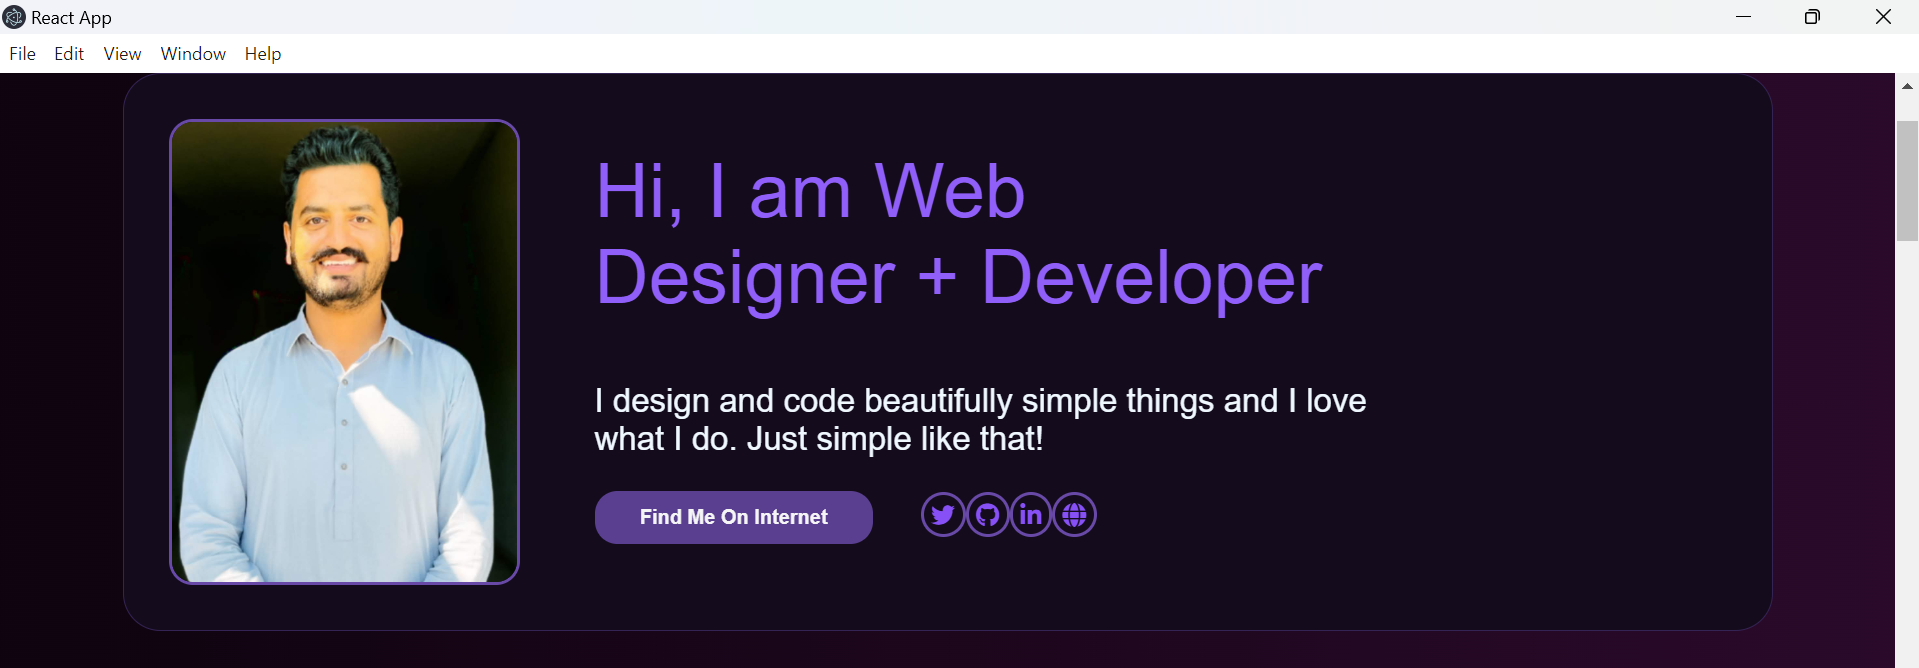 React App
File Edit View Window Help
Hi, I am Web
Designer + Developer
I design and code beautifully simple things and I love
what I do. Just simple like that!
Find Me On Internet
in